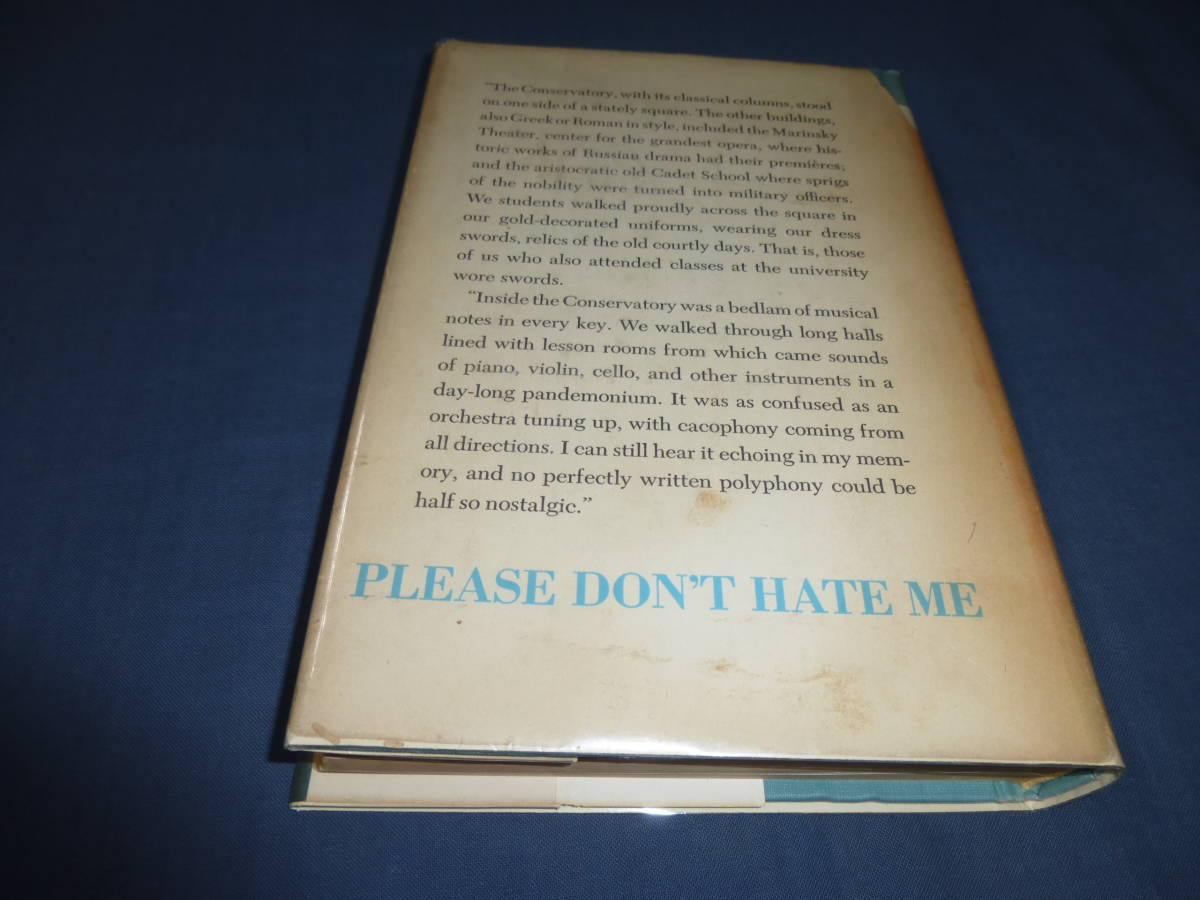 "The Conservatory, with its classical columns, stood
on one side of a stately square. The other buildings,
also Greek or Roman in style, included the Marinsky
Theater, center for the grandest opera, where his-
toric works of Russian drama had their premières;
and the aristocratic old Cadet School where sprigs
of the nobility were turned into military officers.
We students walked proudly across the square in
our gold-decorated uniforms, wearing our dress
swords, relics of the old courtly days. That is, those
of us who also attended classes at the university
wore swords.
"Inside the Conservatory was a bedlam of musical
notes in every key. We walked through long halls
lined with lesson rooms from which came sounds
of piano, violin, cello, and other instruments in a
day-long pandemonium. It was as confused as an
orchestra tuning up, with cacophony coming from
all directions. I can still hear it echoing in my mem-
ory, and no perfectly written polyphony could be
half so nostalgic."
PLEASE DON'T HATE ME